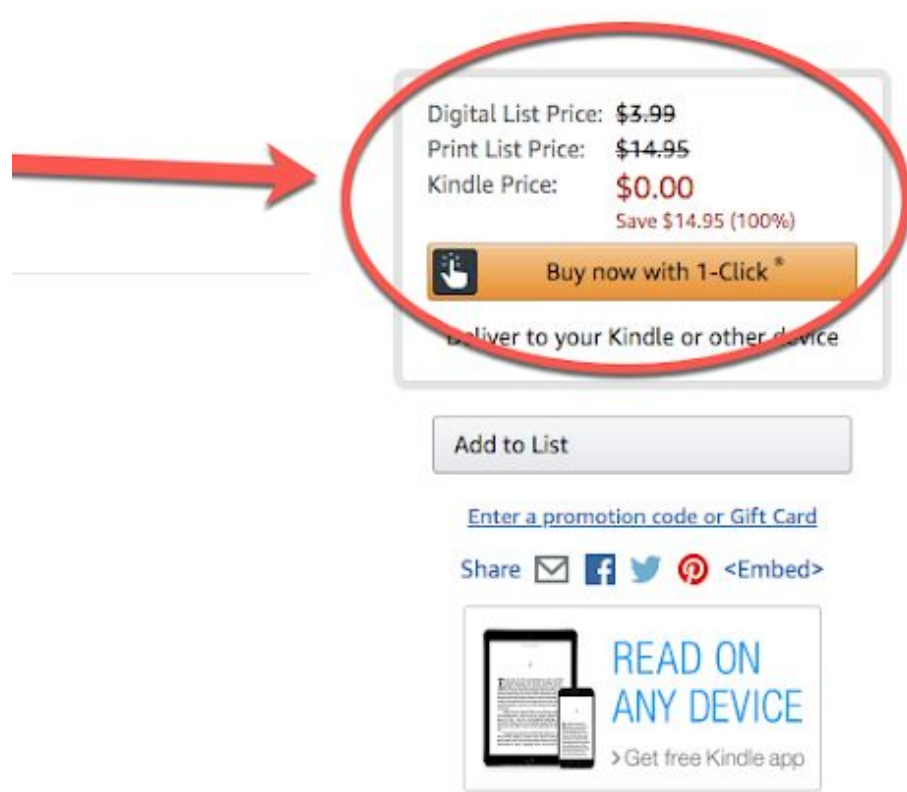 Digital List Price: $3.99
Print List Price: $14.95
Kindle Price: $0.00
Save $14.95 (100%)
Buy now with 1-Click ®
Deliver to your Kindle or other device
Add to List
Enter a promotion code or Gift Card
Share <Embed>
READ ON
ANY DEVICE
>Get free Kindle app